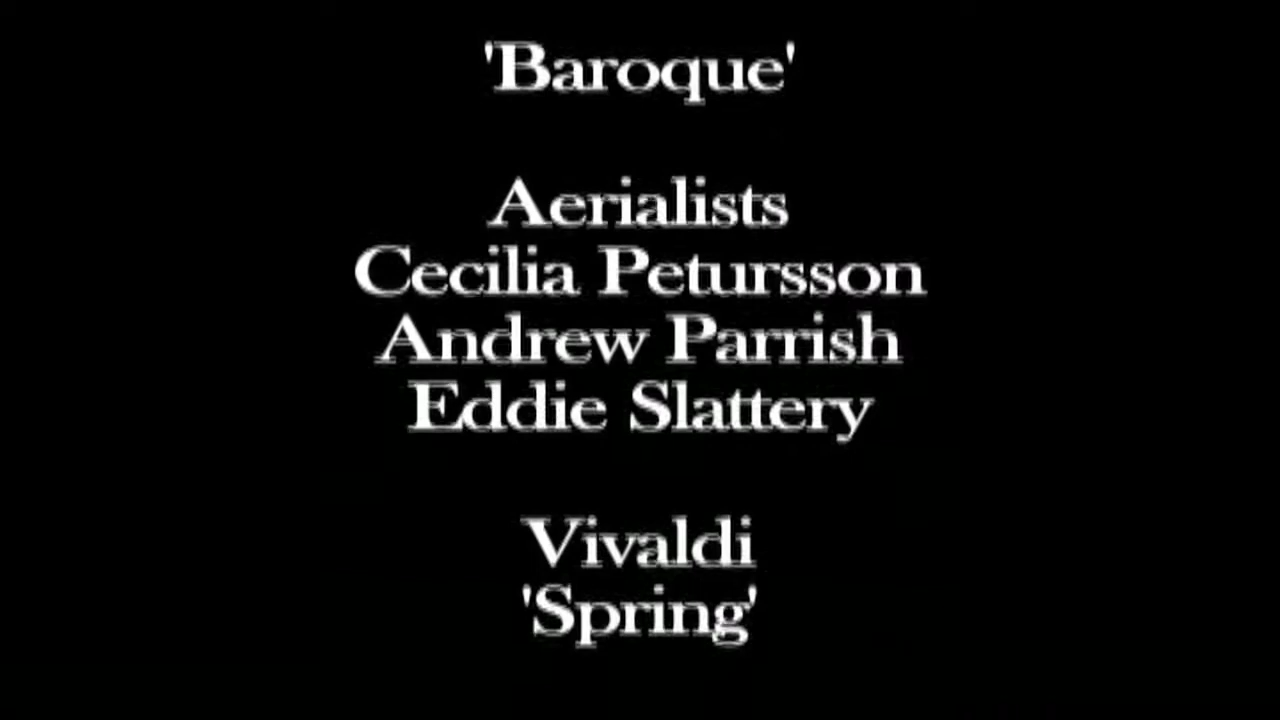 'Baroque'
Aerialists
Cecilia Petursson
Andrew Parrish
Eddie Slattery
Vivaldi
'Spring'